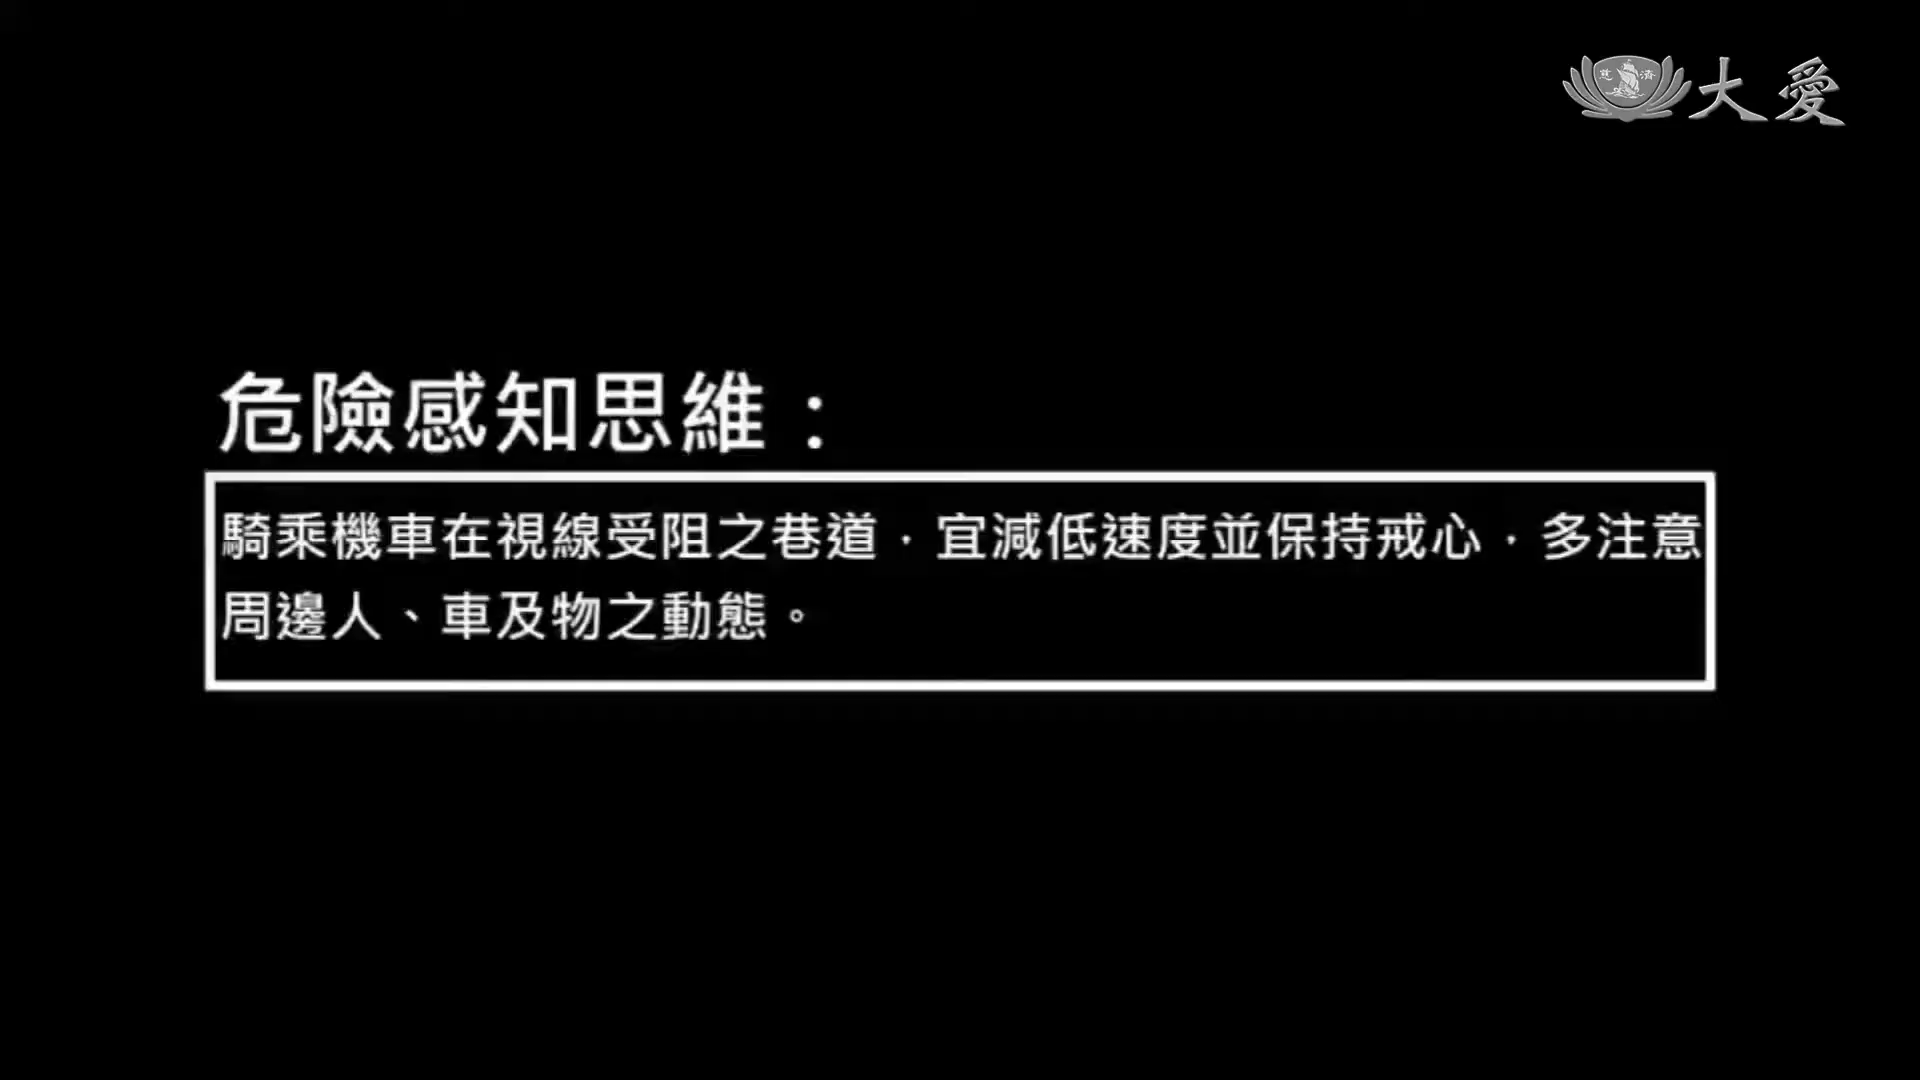 大愛
慈濟
危險感知思維：
騎乘機車在視線受阻之巷道，宜減低速度並保持戒心，多注意
周邊人、車及物之動態。